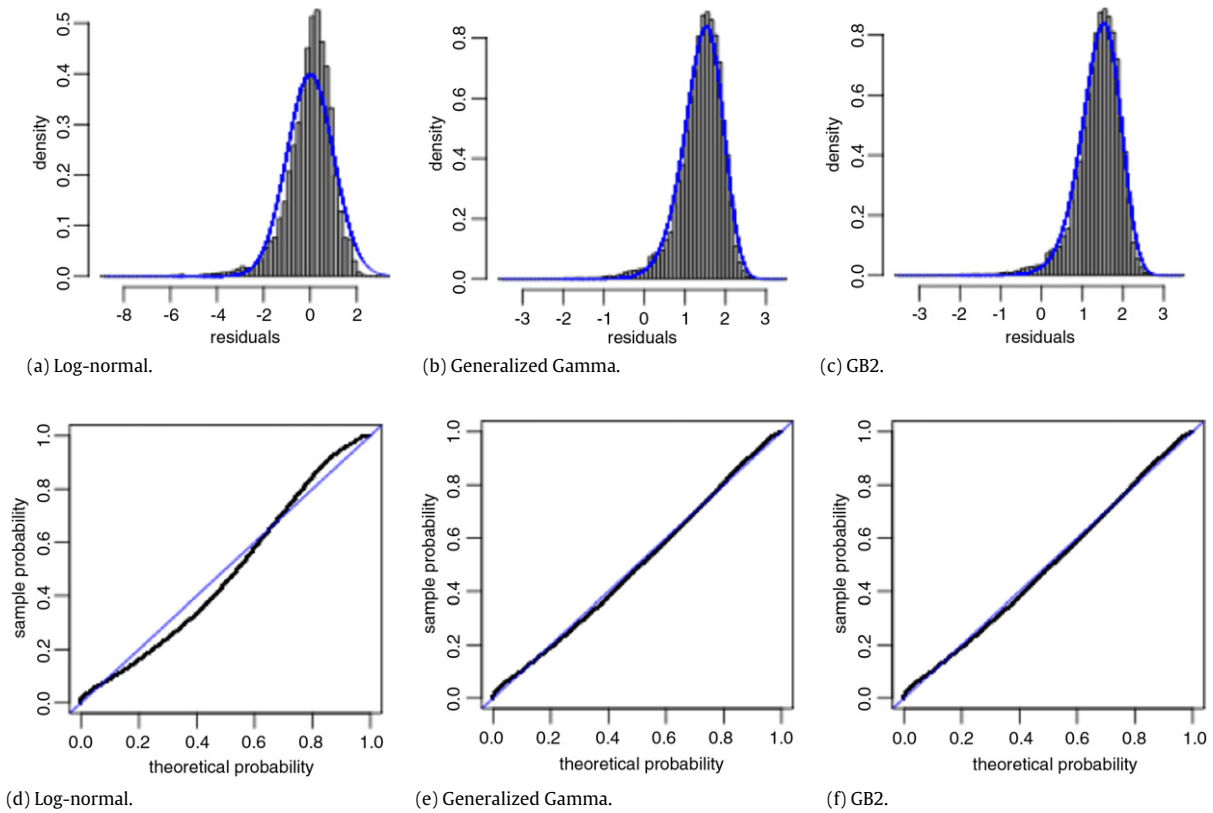 density
0.0 0.1 0.2 0.3 0.4 0.5
-8 -6 -4 -2 0 2
residuals
(a) Log-normal.
density
0.0 0.2 0.4 0.6 0.8
-3 -2 -1 0 1 2 3
residuals
(b) Generalized Gamma.
density
0.0 0.2 0.4 0.6 0.8
-3 -2 -1 0 1 2 3
residuals
(c) GB2.
sample probability
0.0 0.2 0.4 0.6 0.8 1.0
0.0 0.2 0.4 0.6 0.8 1.0
theoretical probability
(d) Log-normal.
sample probability
0.0 0.2 0.4 0.6 0.8 1.0
0.0 0.2 0.4 0.6 0.8 1.0
theoretical probability
(e) Generalized Gamma.
sample probability
0.0 0.2 0.4 0.6 0.8 1.0
0.0 0.2 0.4 0.6 0.8 1.0
theoretical probability
(f) GB2.